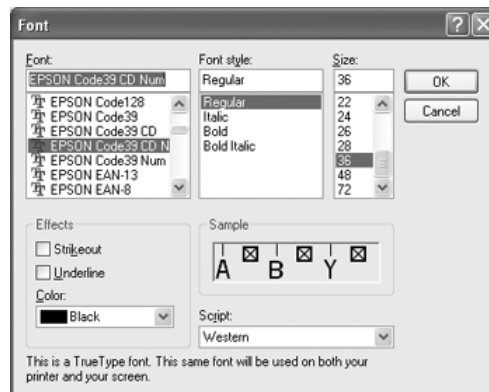 Font
Font:
Font style:
Size:
EPSON Code39 CD Num
Regular
36
OK
Cancel
EPSON Code128
EPSON Code39
EPSON Code39 CD
EPSON Code39 CD N
EPSON Code39 Num
EPSON EAN-13
EPSON EAN-8
Regular
Italic
Bold
Bold Italic
22
24
26
28
36
48
72
Effects
Strikeout
Underline
Color:
Black
Sample
A B Y
Script:
Western
This is a TrueType font. This same font will be used on both your
printer and your screen.